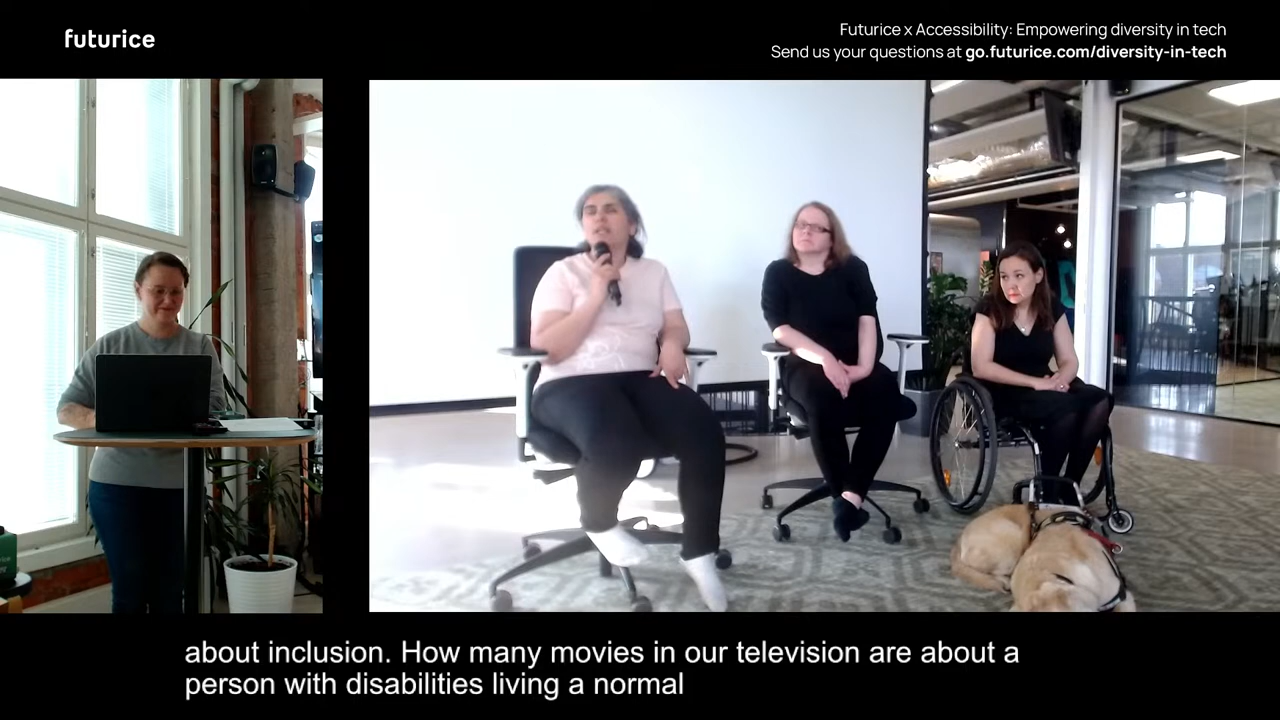 futurice
Futurice x Accessibility: Empowering diversity in tech
Send us your questions at go.futurice.com/diversity-in-tech
about inclusion. How many movies in our television are about a
person with disabilities living a normal